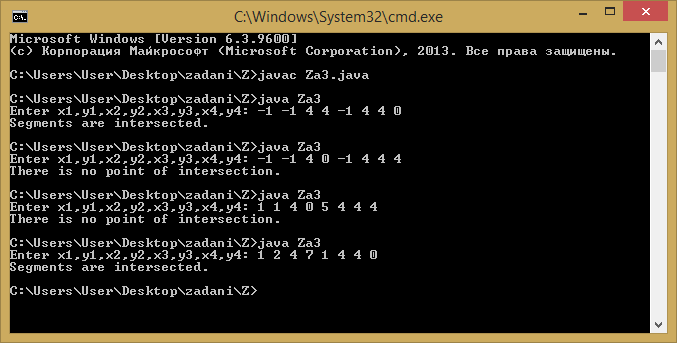 C:\Windows\System32\cmd.exe
Microsoft Windows [Version 6.3.9600]
(c) Корпорация Майкрософт (Microsoft Corporation), 2013. Все права защищены.
C:\Users\User\Desktop\zadani\Z>javac Za3.java
C:\Users\User\Desktop\zadani\Z>java Za3
Enter x1,y1,x2,y2,x3,y3,x4,y4: -1 -1 4 4 -1 4 4 0
Segments are intersected.
C:\Users\User\Desktop\zadani\Z>java Za3
Enter x1,y1,x2,y2,x3,y3,x4,y4: -1 -1 4 0 -1 4 4 4
There is no point of intersection.
C:\Users\User\Desktop\zadani\Z>java Za3
Enter x1,y1,x2,y2,x3,y3,x4,y4: 1 1 4 0 5 4 4 4
There is no point of intersection.
C:\Users\User\Desktop\zadani\Z>java Za3
Enter x1,y1,x2,y2,x3,y3,x4,y4: 1 2 4 7 1 4 4 0
Segments are intersected.
C:\Users\User\Desktop\zadani\Z>